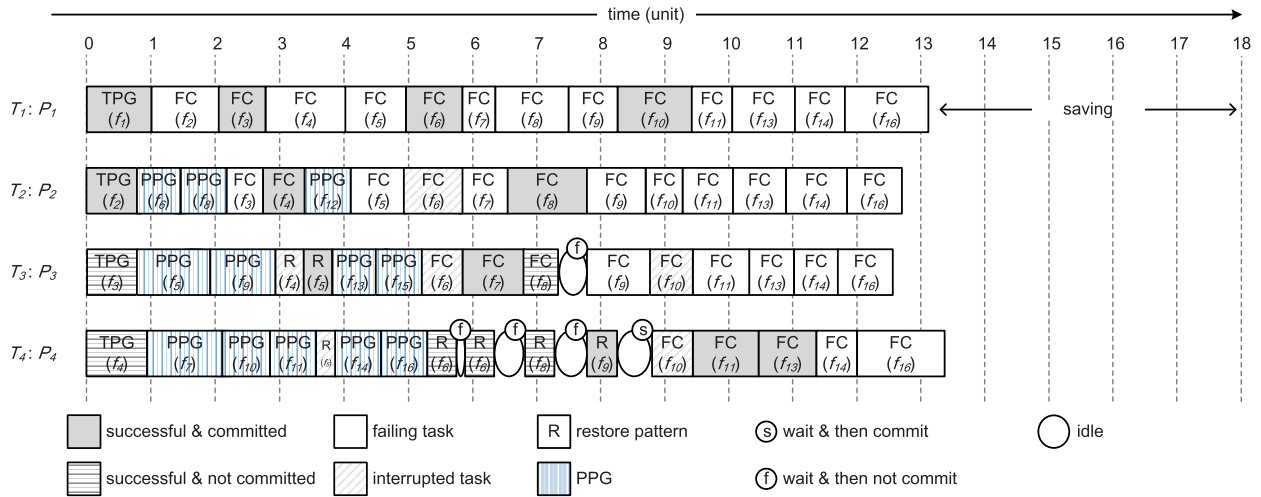 time (unit)
0 1 2 3 4 5 6 7 8 9 10 11 12 13 14 15 16 17 18
T1: P1
TPG FC FC FC FC FC FC FC FC FC FC FC FC FC
(f1) (f2) (f3) (f4) (f5) (f6) (f7) (f8) (f9) (f10) (f11) (f13) (f14) (f16)
saving
T2: P2
TPG PPG PPG FC FC PPG FC FC FC FC FC FC FC FC FC FC
(f2) (f6) (f8) (f3) (f4) (f12) (f5) (f6) (f7) (f8) (f9) (f10) (f11) (f13) (f14) (f16)
f
T3: P3
TPG PPG PPG R R PPG PPG FC FC FC FC FC FC FC FC FC
(f3) (f5) (f9) (f4) (f5) (f13) (f15) (f6) (f7) (f8) (f9) (f10) (f11) (f13) (f14) (f16)
f f f s
T4: P4
TPG PPG PPG PPG R PPG PPG R R R R FC FC FC FC FC
(f4) (f7) (f10) (f11) (f14) (f16) (f6) (f6) (f8) (f9) (f10) (f11) (f13) (f14) (f16)
successful & committed
failing task
R restore pattern
s wait & then commit
idle
successful & not committed
interrupted task
PPG
f wait & then not commit